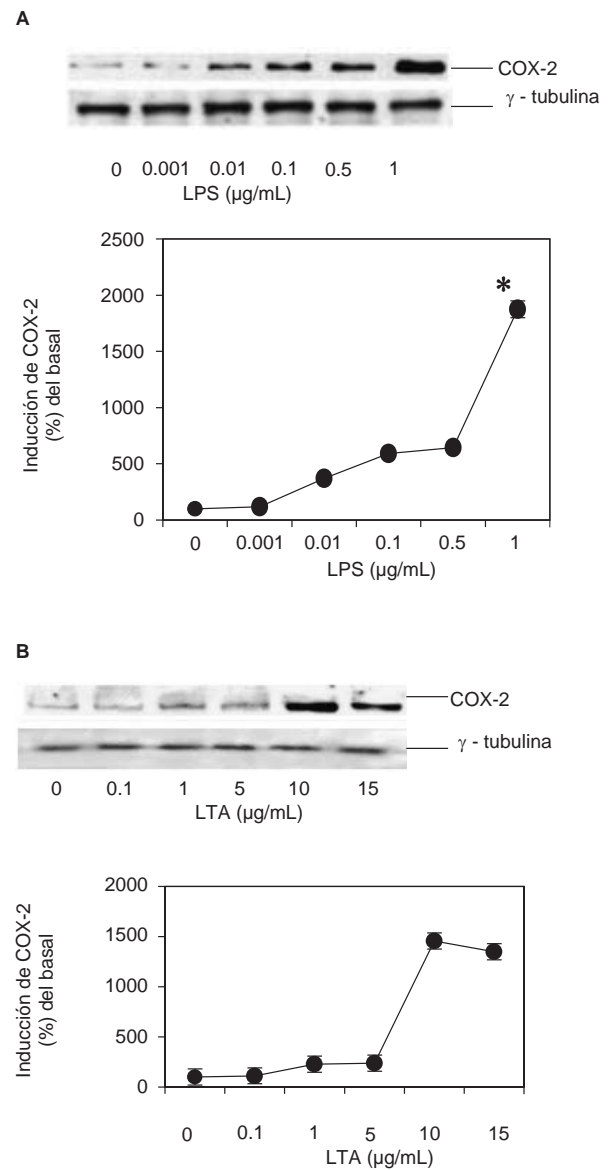 A
COX-2
γ - tubulina
0 0.001 0.01 0.1 0.5 1
LPS (µg/mL)
Inducción de COX-2
(%) del basal
2500
2000
1500
1000
500
0
*
0 0.001 0.01 0.1 0.5 1
LPS (µg/mL)
B
COX-2
γ - tubulina
0 0.1 1 5 10 15
LTA (µg/mL)
Inducción de COX-2
(%) del basal
2000
1500
1000
500
0
0 0.1 1 5 10 15
LTA (µg/mL)